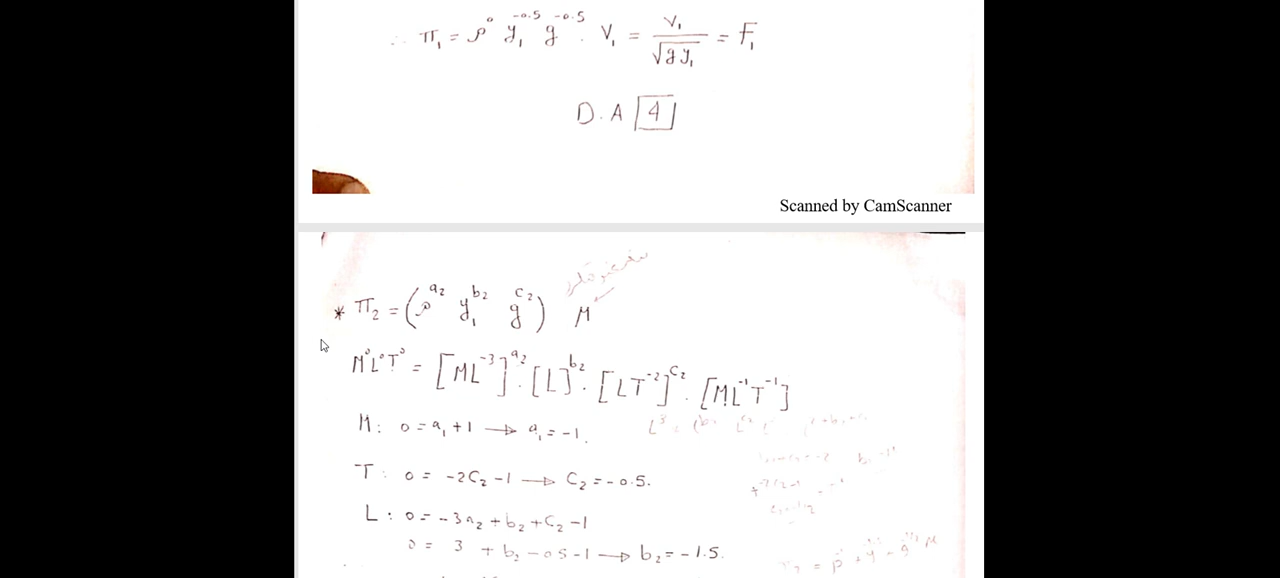 ∴ π₁ = ρ⁰ y₁^-0.5 g^-0.5 . V₁ = V₁ / √(g y₁) = F₁
D.A [4]
Scanned by CamScanner
* π₂ = (ρ^a₂ y₁^b₂ g^c₂) M
M⁰L⁰T⁰ = [ML⁻³]^a₂ . [L]^b₂ . [LT⁻²]^c₂ . [ML⁻¹T⁻¹]
M: 0 = a₁ + 1 → a₁ = -1.
T: 0 = -2C₂ - 1 → C₂ = -0.5.
L: 0 = -3a₂ + b₂ + C₂ - 1
0 = 3 + b₂ - 0.5 - 1 → b₂ = -1.5.